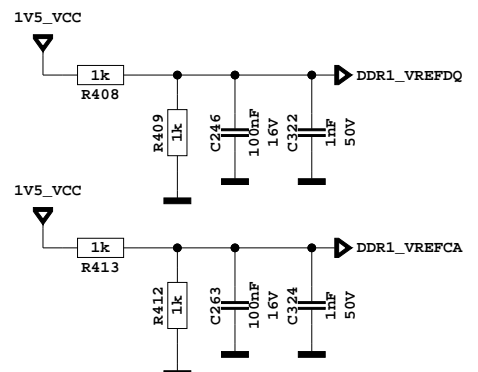 1V5_VCC
1k
R408
DDR1_VREFDQ
R409
1k
C246
100nF
16V
C322
1nF
50V
1V5_VCC
1k
R413
DDR1_VREFCA
R412
1k
C263
100nF
16V
C324
1nF
50V